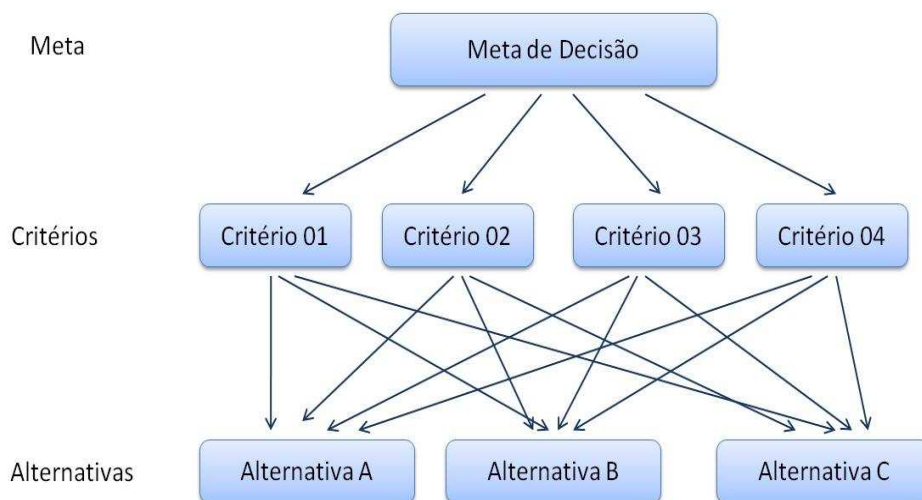 Meta
Meta de Decisão
Critérios
Critério 01
Critério 02
Critério 03
Critério 04
Alternativas
Alternativa A
Alternativa B
Alternativa C